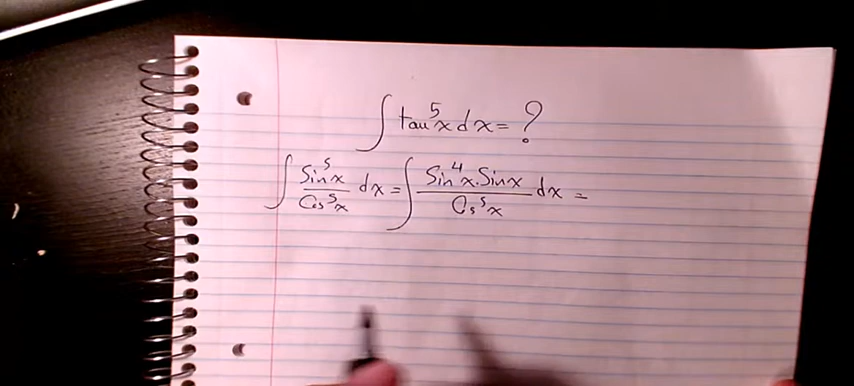 ∫ tan⁵x dx = ?
∫ Sin⁵x / Cos⁵x dx = ∫ Sin⁴x · Sinx / Cos⁵x dx =